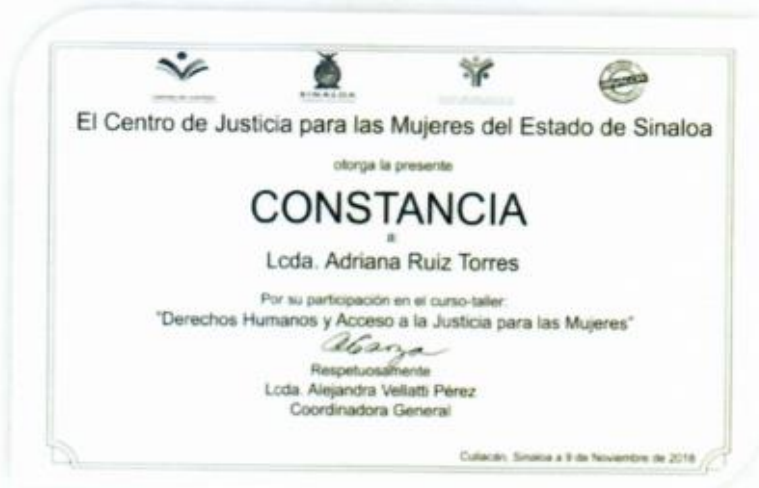 SINALOA
El Centro de Justicia para las Mujeres del Estado de Sinaloa
otorga la presente
CONSTANCIA
a:
Lcda. Adriana Ruiz Torres
Por su participación en el curso-taller:
"Derechos Humanos y Acceso a la Justicia para las Mujeres"
Respetuosamente
Lcda. Alejandra Vellatti Pérez
Coordinadora General
Culiacán, Sinaloa a 9 de Noviembre de 2018